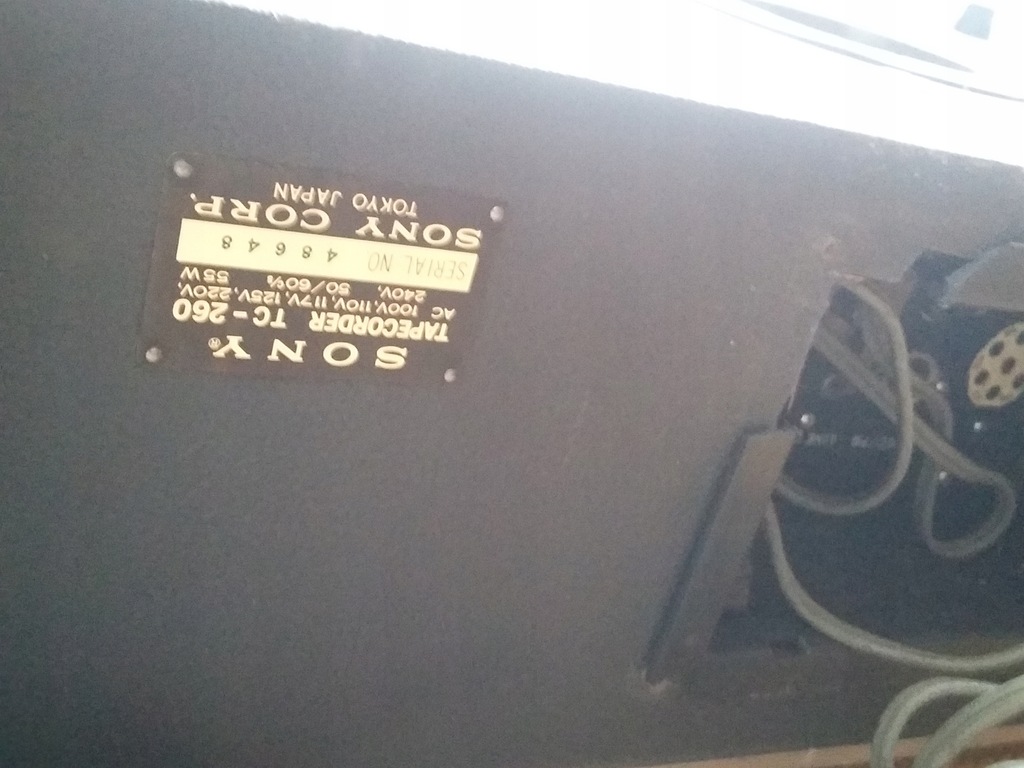 SONY®
TAPECORDER TC-260
AC 100V, 110V, 117V, 125V, 220V,
240V. 50/60% 55W
SERIAL NO 48648
SONY CORP.
TOKYO JAPAN